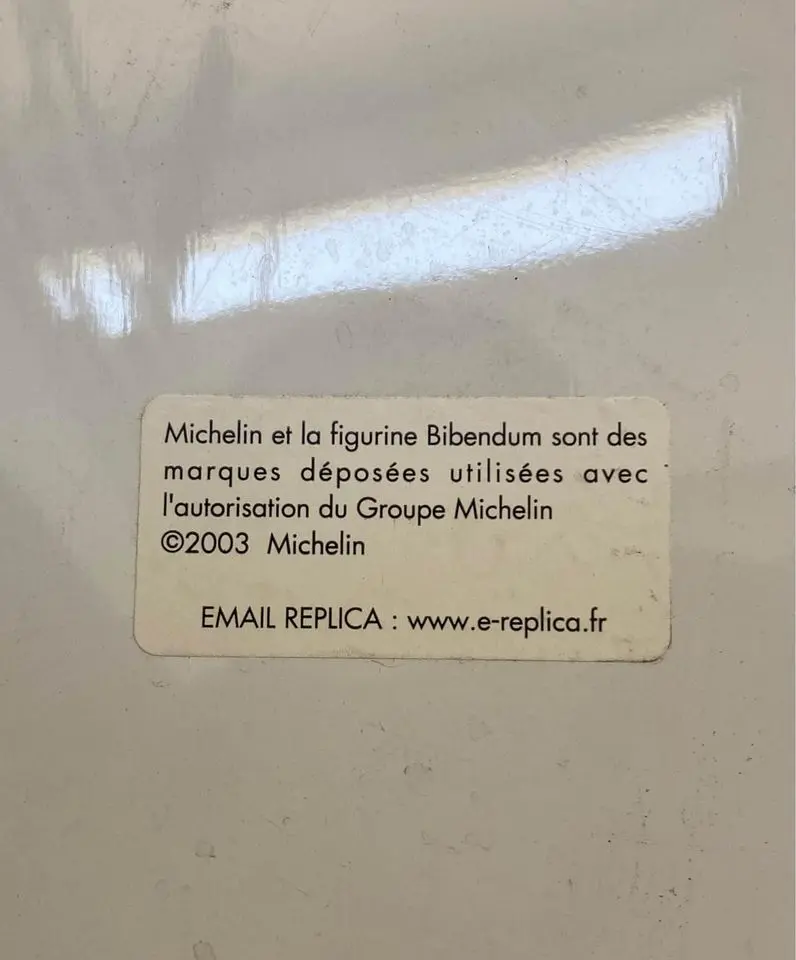 Michelin et la figurine Bibendum sont des
marques déposées utilisées avec
l'autorisation du Groupe Michelin
©2003 Michelin
EMAIL REPLICA : www.e-replica.fr